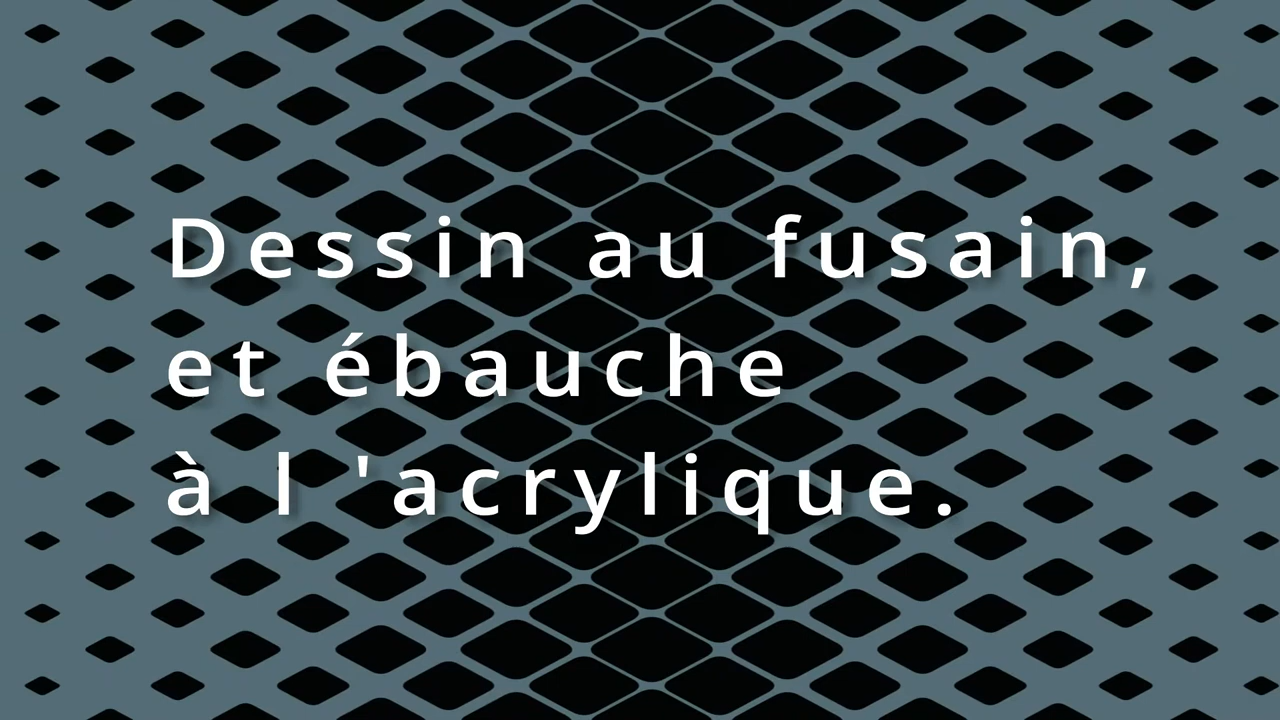 Dessin au fusain,
et ébauche
à l'acrylique.